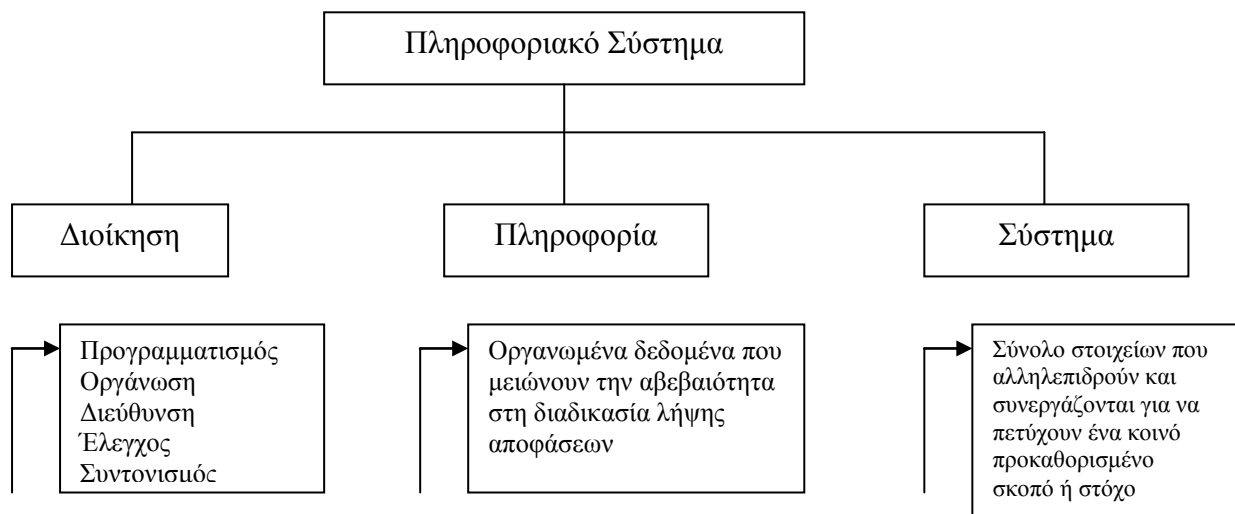 Πληροφοριακό Σύστημα
Διοίκηση
Πληροφορία
Σύστημα
Προγραμματισμός
Οργάνωση
Διεύθυνση
Έλεγχος
Συντονισμός
Οργανωμένα δεδομένα που
μειώνουν την αβεβαιότητα
στη διαδικασία λήψης
αποφάσεων
Σύνολο στοιχείων που
αλληλεπιδρούν και
συνεργάζονται για να
πετύχουν ένα κοινό
προκαθορισμένο
σκοπό ή στόχο